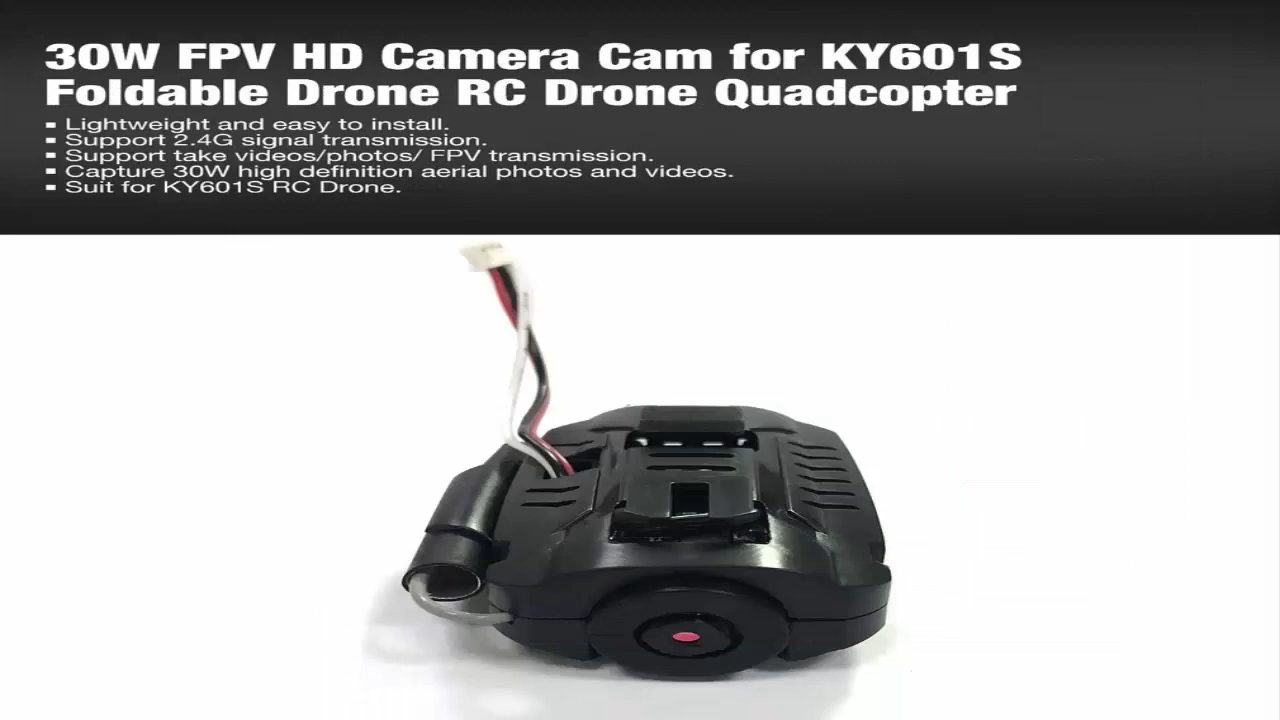 30W FPV HD Camera Cam for KY601S
Foldable Drone RC Drone Quadcopter
▪ Lightweight and easy to install.
▪ Support 2.4G signal transmission.
▪ Support take videos/photos/ FPV transmission.
▪ Capture 30W high definition aerial photos and videos.
▪ Suit for KY601S RC Drone.